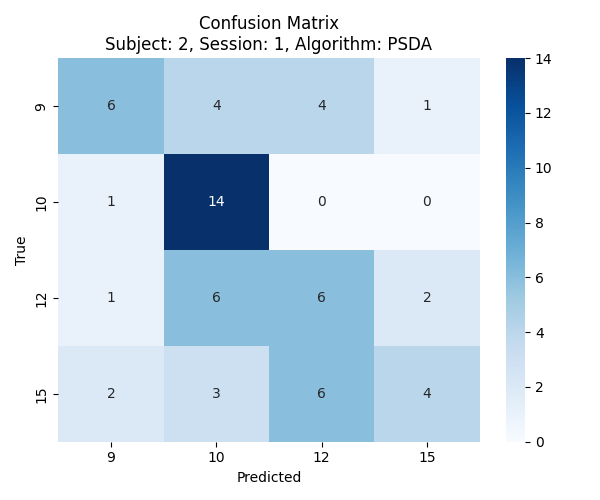 Confusion Matrix
Subject: 2, Session: 1, Algorithm: PSDA
9 6 4 4 1
10 1 14 0 0
12 1 6 6 2
15 2 3 6 4
9 10 12 15
True
Predicted
14
12
10
8
6
4
2
0